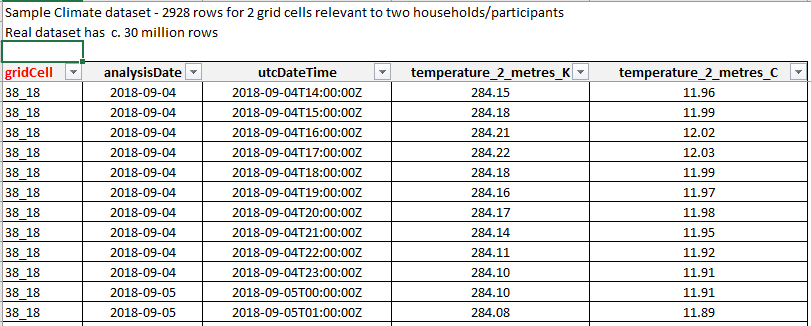 Sample Climate dataset - 2928 rows for 2 grid cells relevant to two households/participants
Real dataset has c. 30 million rows
gridCell analysisDate utcDateTime temperature_2_metres_K temperature_2_metres_C
38_18 2018-09-04 2018-09-04T14:00:00Z 284.15 11.96
38_18 2018-09-04 2018-09-04T15:00:00Z 284.18 11.99
38_18 2018-09-04 2018-09-04T16:00:00Z 284.21 12.02
38_18 2018-09-04 2018-09-04T17:00:00Z 284.22 12.03
38_18 2018-09-04 2018-09-04T18:00:00Z 284.18 11.99
38_18 2018-09-04 2018-09-04T19:00:00Z 284.16 11.97
38_18 2018-09-04 2018-09-04T20:00:00Z 284.17 11.98
38_18 2018-09-04 2018-09-04T21:00:00Z 284.14 11.95
38_18 2018-09-04 2018-09-04T22:00:00Z 284.11 11.92
38_18 2018-09-04 2018-09-04T23:00:00Z 284.10 11.91
38_18 2018-09-05 2018-09-05T00:00:00Z 284.10 11.91
38_18 2018-09-05 2018-09-05T01:00:00Z 284.08 11.89